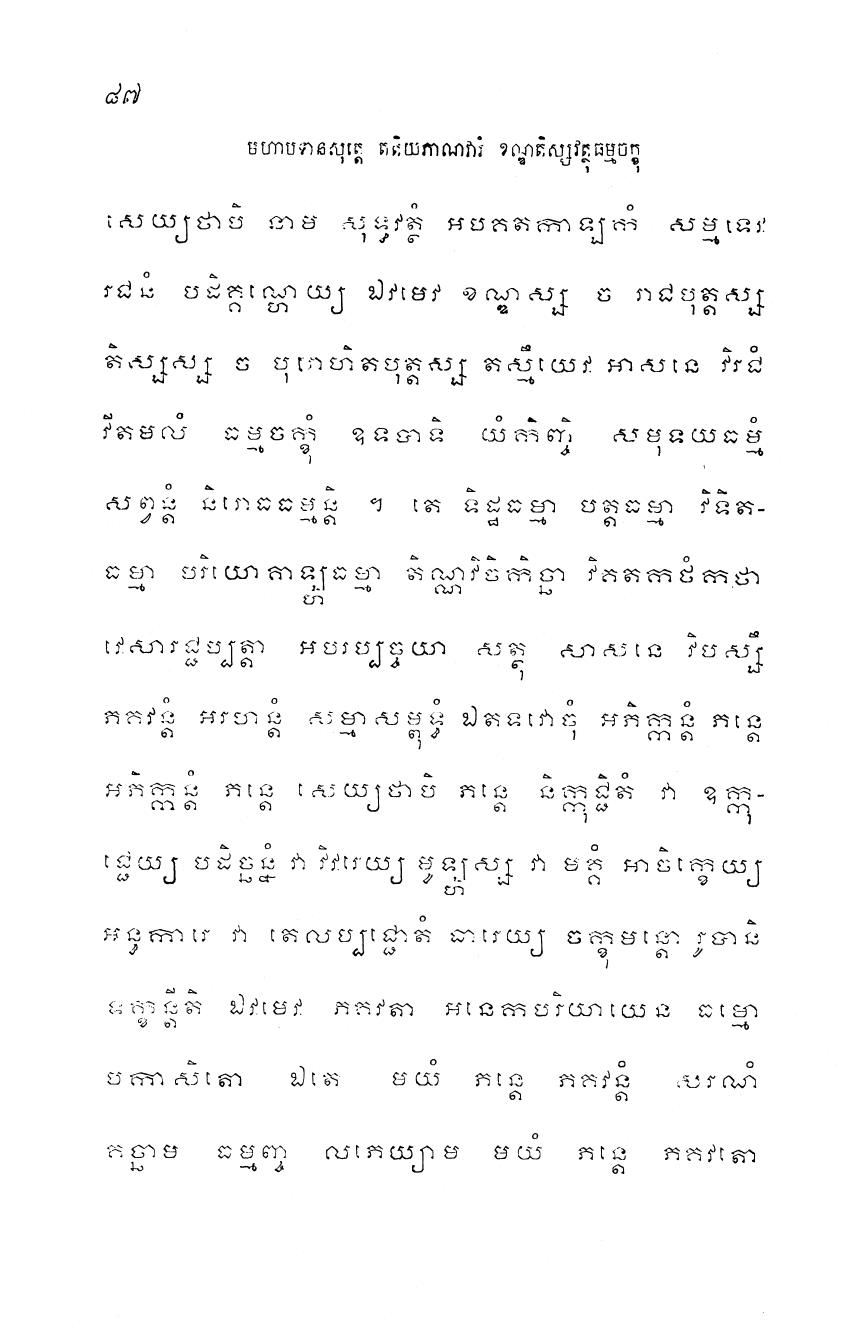 ៨៧
មហាបទានសុត្តេ តតិយភាណវារំ ខណ្ឌតិស្សវត្ថុធម្មចក្ខុ
សេយ្យថាបិ នាម សុទ្ធវត្ថំ អបគតកាឡកំ សម្មទេវ
រជនំ បដិគ្គណ្ហេយ្យ ឯវមេវ ខណ្ឌស្ស ច រាជបុត្តស្ស
តិស្សស្ស ច បុរោហិតបុត្តស្ស តស្មឹយេវ អាសនេ វិរជំ
វីតមលំ ធម្មចក្ខុំ ឧទបាទិ យំកិញ្ចិ សមុទយធម្មំ
សព្វន្តំ និរោធធម្មន្តិ ។ តេ ទិដ្ឋធម្មា បត្តធម្មា វិទិត-
ធម្មា បរិយោគាឡ្ហធម្មា តិណ្ណវិចិកិច្ឆា វិគតកថំកថា
វេសារជ្ជប្បត្តា អបរប្បច្ចយា សត្ថុ សាសនេ វិបស្សឹ
ភគវន្តំ អរហន្តំ សម្មាសម្ពុទ្ធំ ឯតទវោចុំ អភិក្កន្តំ ភន្តេ
អភិក្កន្តំ ភន្តេ សេយ្យថាបិ ភន្តេ និក្កុជ្ជិតំ វា ឧក្កុ-
ជ្ជេយ្យ បដិច្ឆន្នំ វា វិវរេយ្យ មូឡ្ហស្ស វា មគ្គំ អាចិក្ខេយ្យ
អន្ធការេ វា តេលប្បជ្ជោតំ ធារេយ្យ ចក្ខុមន្តោ រូបានិ
ទក្ខន្តីតិ ឯវមេវ ភគវតា អនេកបរិយាយេន ធម្មោ
បកាសិតោ ឯតេ មយំ ភន្តេ ភគវន្តំ សរណំ
គច្ឆាម ធម្មញ្ច លភេយ្យាម មយំ ភន្តេ ភគវតោ